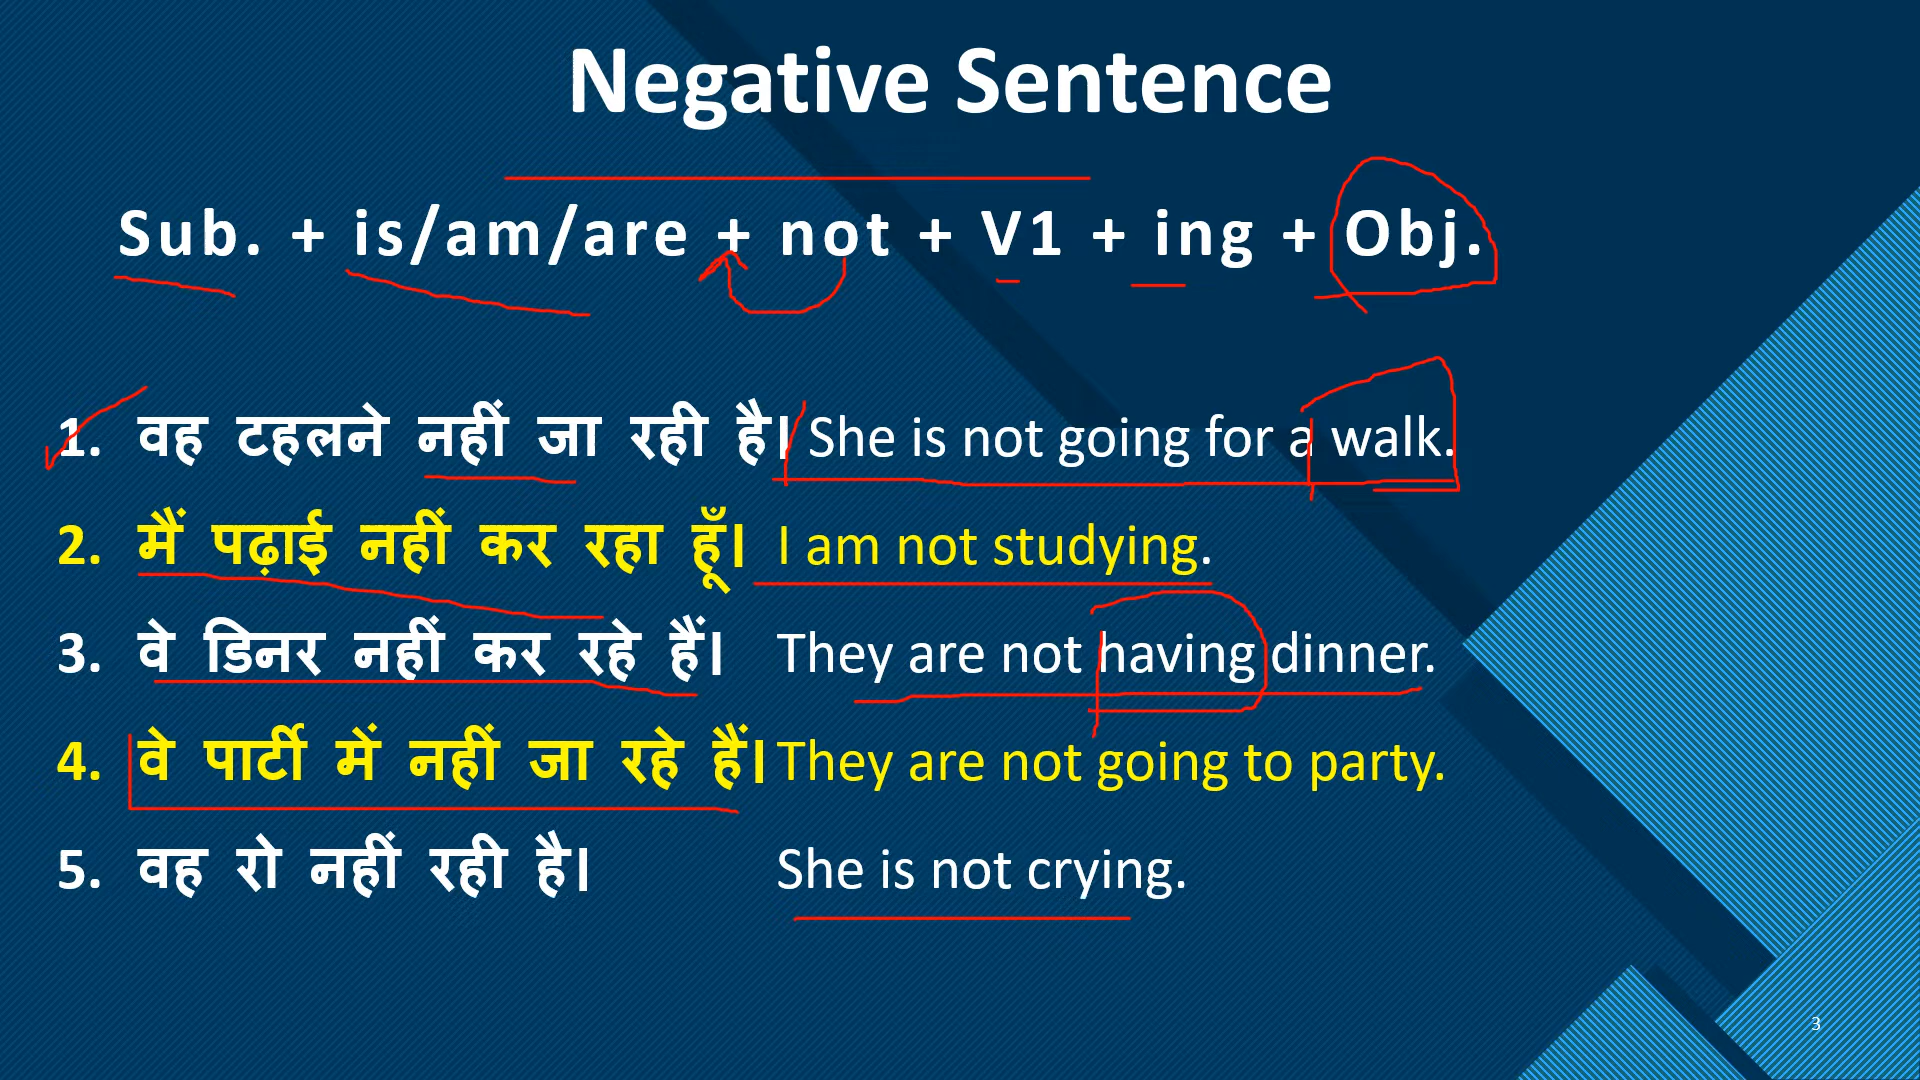 Negative Sentence
Sub. + is/am/are + not + V1 + ing + Obj.
1. वह टहलने नहीं जा रही है। She is not going for a walk.
2. मैं पढ़ाई नहीं कर रहा हूँ। I am not studying.
3. वे डिनर नहीं कर रहे हैं। They are not having dinner.
4. वे पार्टी में नहीं जा रहे हैं। They are not going to party.
5. वह रो नहीं रही है। She is not crying.
3